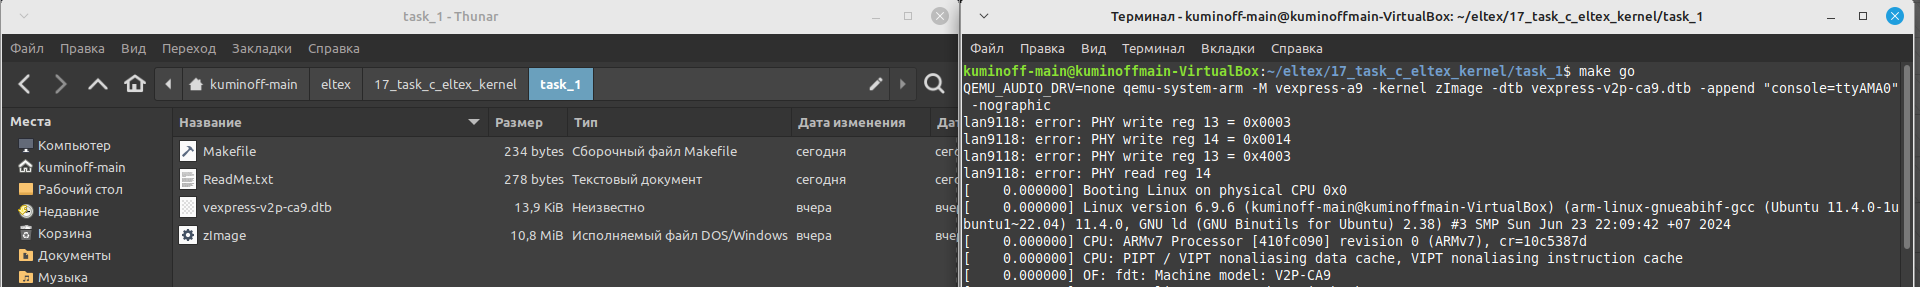 task_1 - Thunar
Файл Правка Вид Переход Закладки Справка
kuminoff-main eltex 17_task_c_eltex_kernel task_1
Места
Компьютер
kuminoff-main
Рабочий стол
Недавние
Корзина
Документы
Музыка
Название Размер Тип Дата изменения Дат
Makefile 234 bytes Сборочный файл Makefile сегодня сегс
ReadMe.txt 278 bytes Текстовый документ сегодня сегс
vexpress-v2p-ca9.dtb 13,9 KiB Неизвестно вчера
zImage 10,8 MiB Исполняемый файл DOS/Windows вчера
Терминал - kuminoff-main@kuminoffmain-VirtualBox: ~/eltex/17_task_c_eltex_kernel/task_1
Файл Правка Вид Терминал Вкладки Справка
kuminoff-main@kuminoffmain-VirtualBox:~/eltex/17_task_c_eltex_kernel/task_1$ make go
QEMU_AUDIO_DRV=none qemu-system-arm -M vexpress-a9 -kernel zImage -dtb vexpress-v2p-ca9.dtb -append "console=ttyAMA0"
-nographic
lan9118: error: PHY write reg 13 = 0x0003
lan9118: error: PHY write reg 14 = 0x0014
lan9118: error: PHY write reg 13 = 0x4003
lan9118: error: PHY read reg 14
[    0.000000] Booting Linux on physical CPU 0x0
[    0.000000] Linux version 6.9.6 (kuminoff-main@kuminoffmain-VirtualBox) (arm-linux-gnueabihf-gcc (Ubuntu 11.4.0-1u
buntu1~22.04) 11.4.0, GNU ld (GNU Binutils for Ubuntu) 2.38) #3 SMP Sun Jun 23 22:09:42 +07 2024
[    0.000000] CPU: ARMv7 Processor [410fc090] revision 0 (ARMv7), cr=10c5387d
[    0.000000] CPU: PIPT / VIPT nonaliasing data cache, VIPT nonaliasing instruction cache
[    0.000000] OF: fdt: Machine model: V2P-CA9